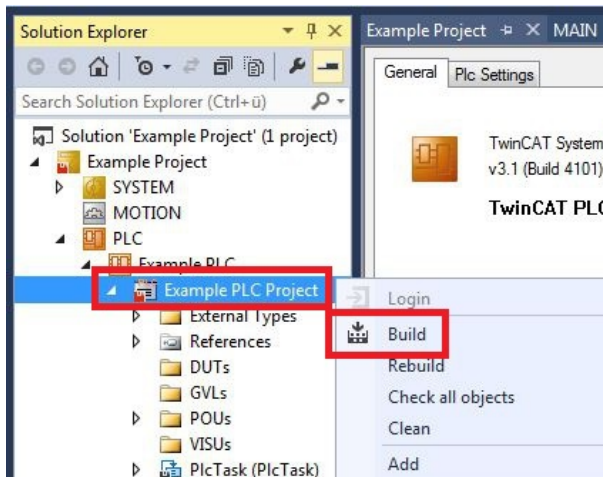 Solution Explorer
Example Project
MAIN
Search Solution Explorer (Ctrl+ü)
General
Plc Settings
Solution 'Example Project' (1 project)
Example Project
SYSTEM
MOTION
PLC
Example PLC
Example PLC Project
External Types
References
DUTs
GVLs
POUs
VISUs
PlcTask (PlcTask)
TwinCAT System
v3.1 (Build 4101)
TwinCAT PLC
Login
Build
Rebuild
Check all objects
Clean
Add